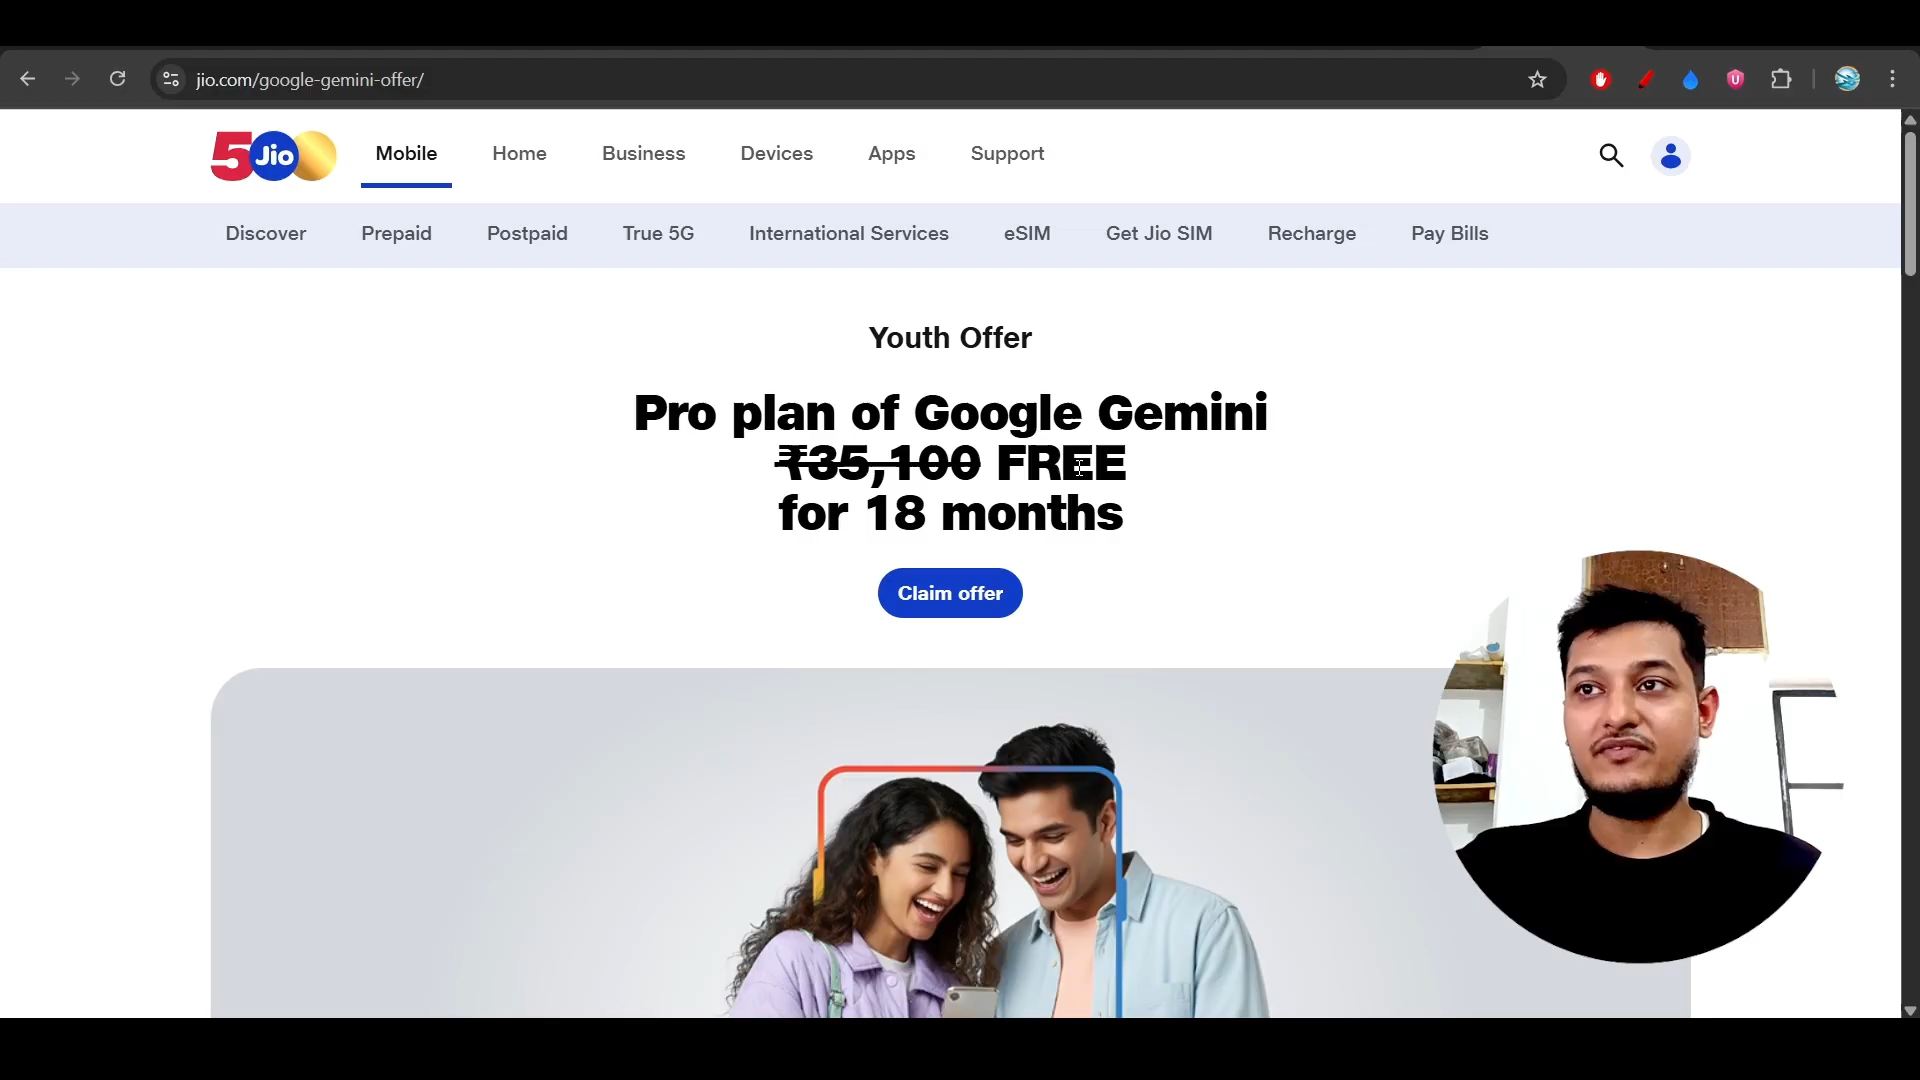 jio.com/google-gemini-offer/
5 Jio
Mobile Home Business Devices Apps Support
Discover Prepaid Postpaid True 5G International Services eSIM Get Jio SIM Recharge Pay Bills
Youth Offer
Pro plan of Google Gemini
₹35,100 FREE
for 18 months
Claim offer